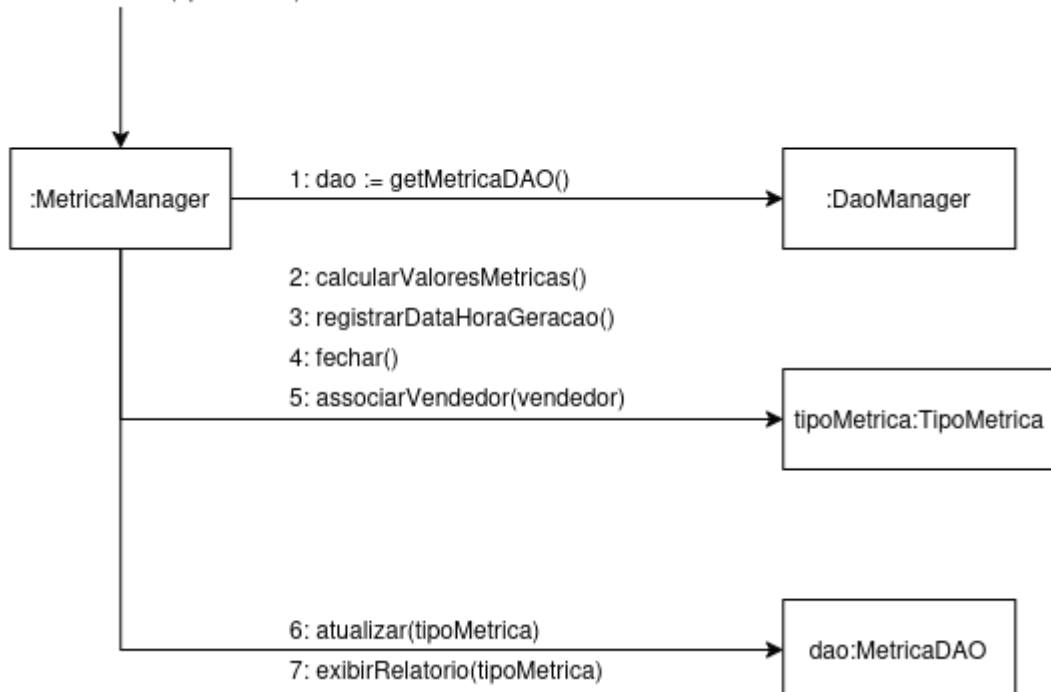 :MetricaManager
1: dao := getMetricaDAO()
:DaoManager
2: calcularValoresMetricas()
3: registrarDataHoraGeracao()
4: fechar()
5: associarVendedor(vendedor)
tipoMetrica:TipoMetrica
6: atualizar(tipoMetrica)
7: exibirRelatorio(tipoMetrica)
dao:MetricaDAO